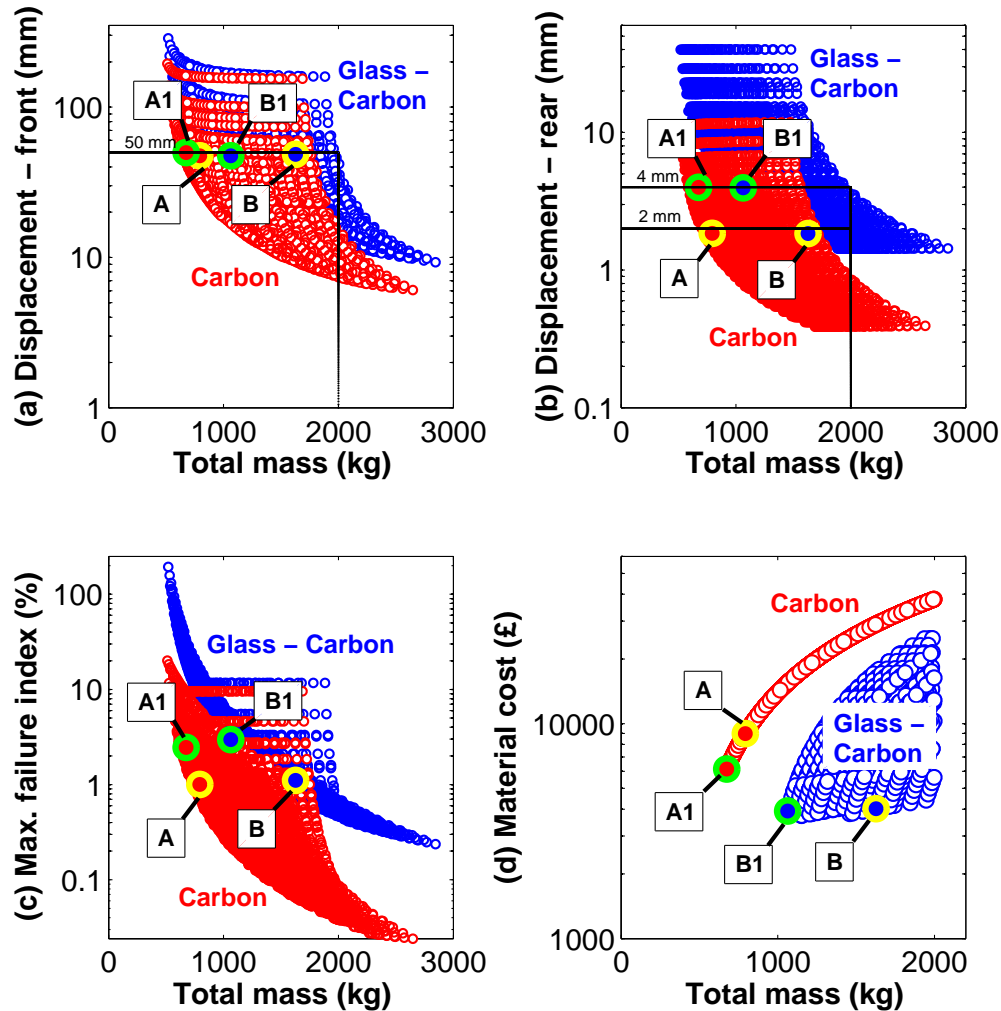 (a) Displacement – front (mm)
100
10
1
50 mm
A1
B1
A
B
Glass –
Carbon
Carbon
0
1000
2000
3000
Total mass (kg)
(b) Displacement – rear (mm)
10
1
0.1
4 mm
2 mm
A1
B1
A
B
Glass –
Carbon
Carbon
0
1000
2000
3000
Total mass (kg)
(c) Max. failure index (%)
100
10
1
0.1
Glass – Carbon
A1
B1
A
B
Carbon
0
1000
2000
3000
Total mass (kg)
(d) Material cost (£)
10000
1000
Carbon
A
A1
Glass –
Carbon
B1
B
0
1000
2000
Total mass (kg)